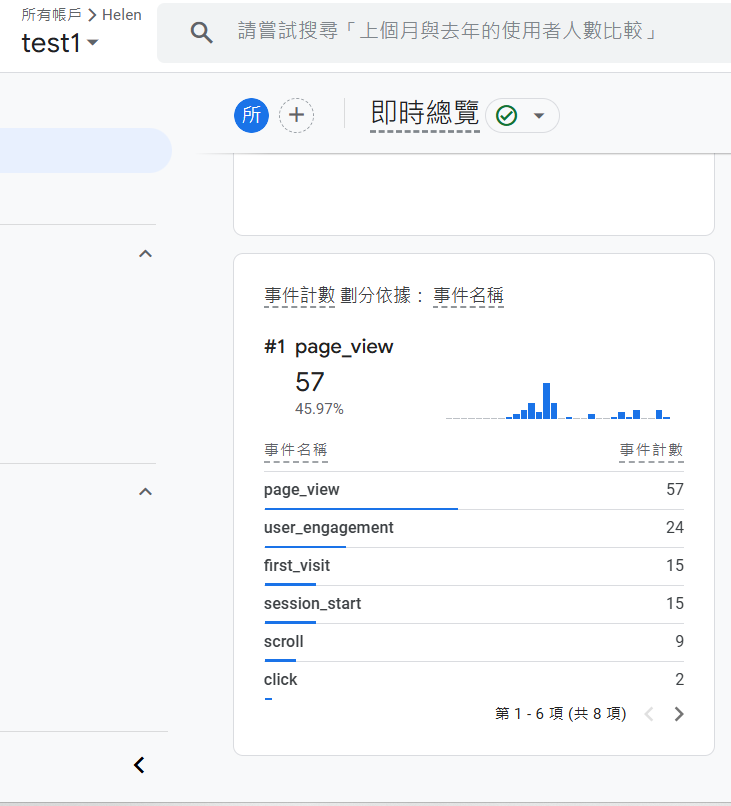 所有帳戶 > Helen
test1
請嘗試搜尋「上個月與去年的使用者人數比較」
所
即時總覽
事件計數 劃分依據： 事件名稱
#1 page_view
57
45.97%
事件名稱 事件計數
page_view 57
user_engagement 24
first_visit 15
session_start 15
scroll 9
click 2
第 1 - 6 項 (共 8 項)